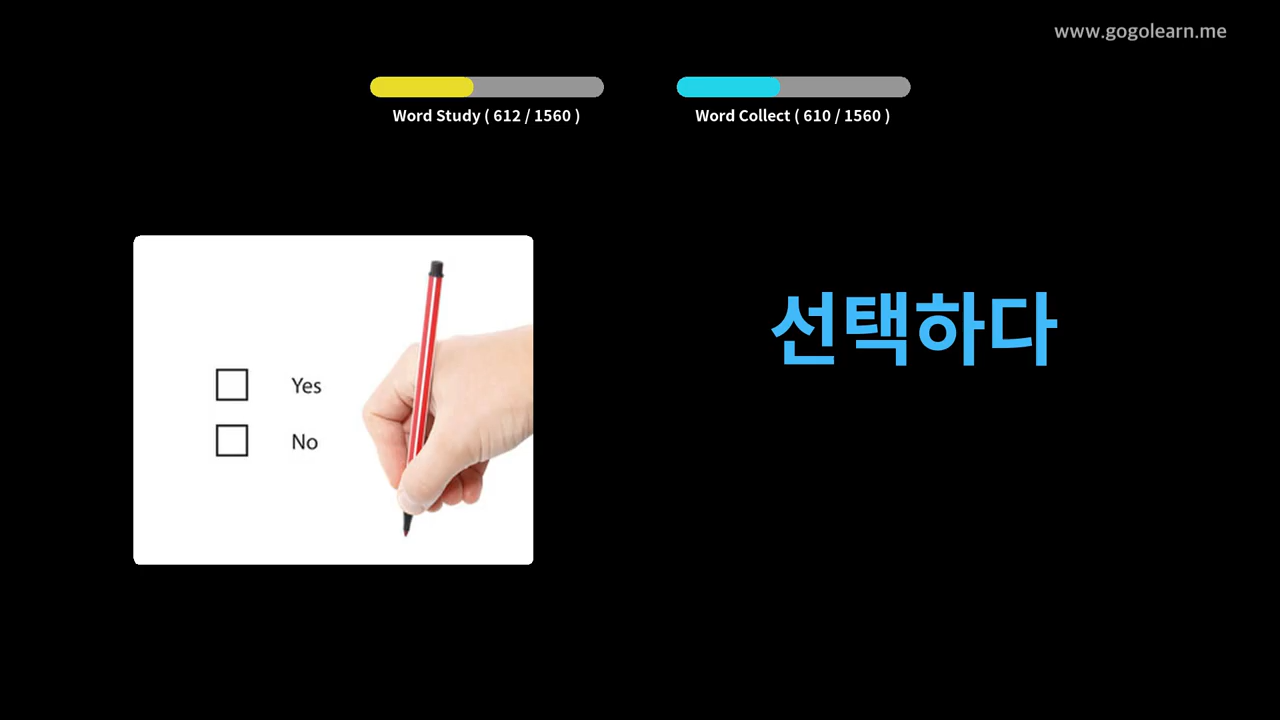 www.gogolearn.me
Word Study ( 612 / 1560 )
Word Collect ( 610 / 1560 )
선택하다
Yes
No